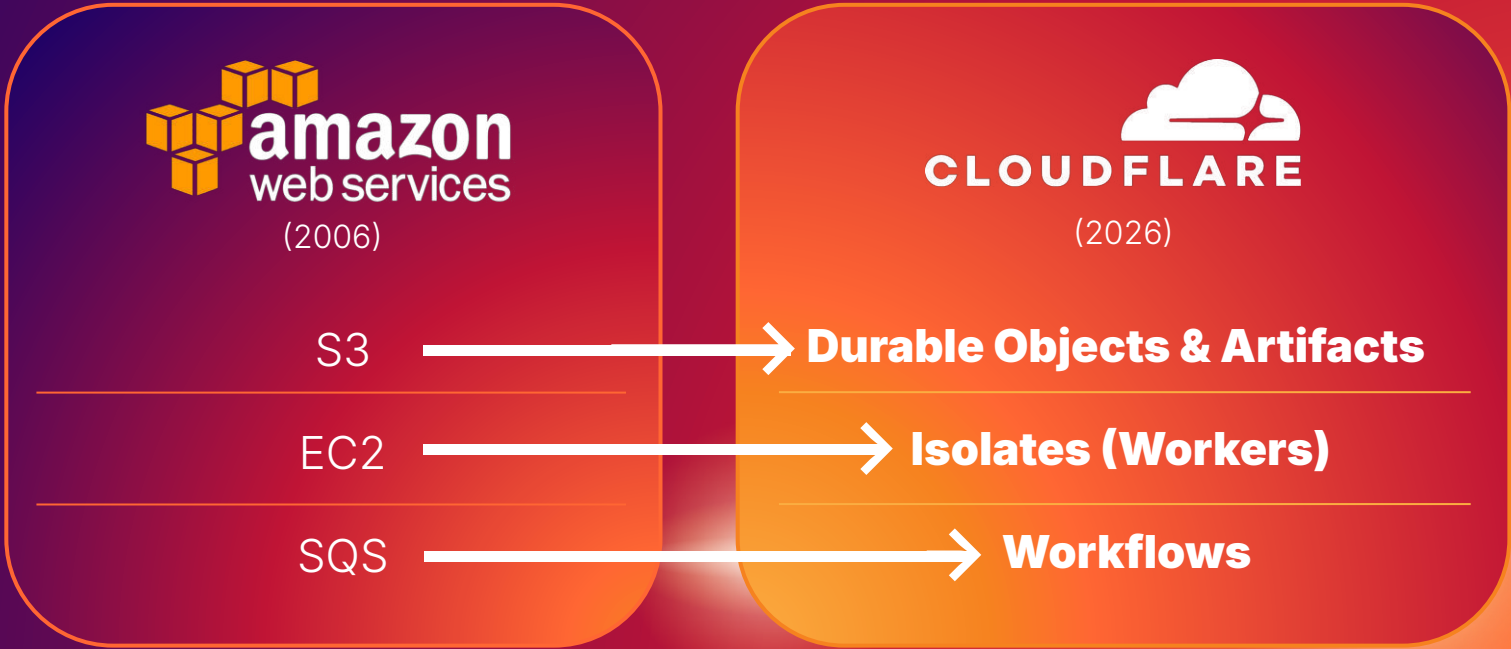 amazon
web services
(2006)
CLOUDFLARE
(2026)
S3
Durable Objects & Artifacts
EC2
Isolates (Workers)
SQS
Workflows